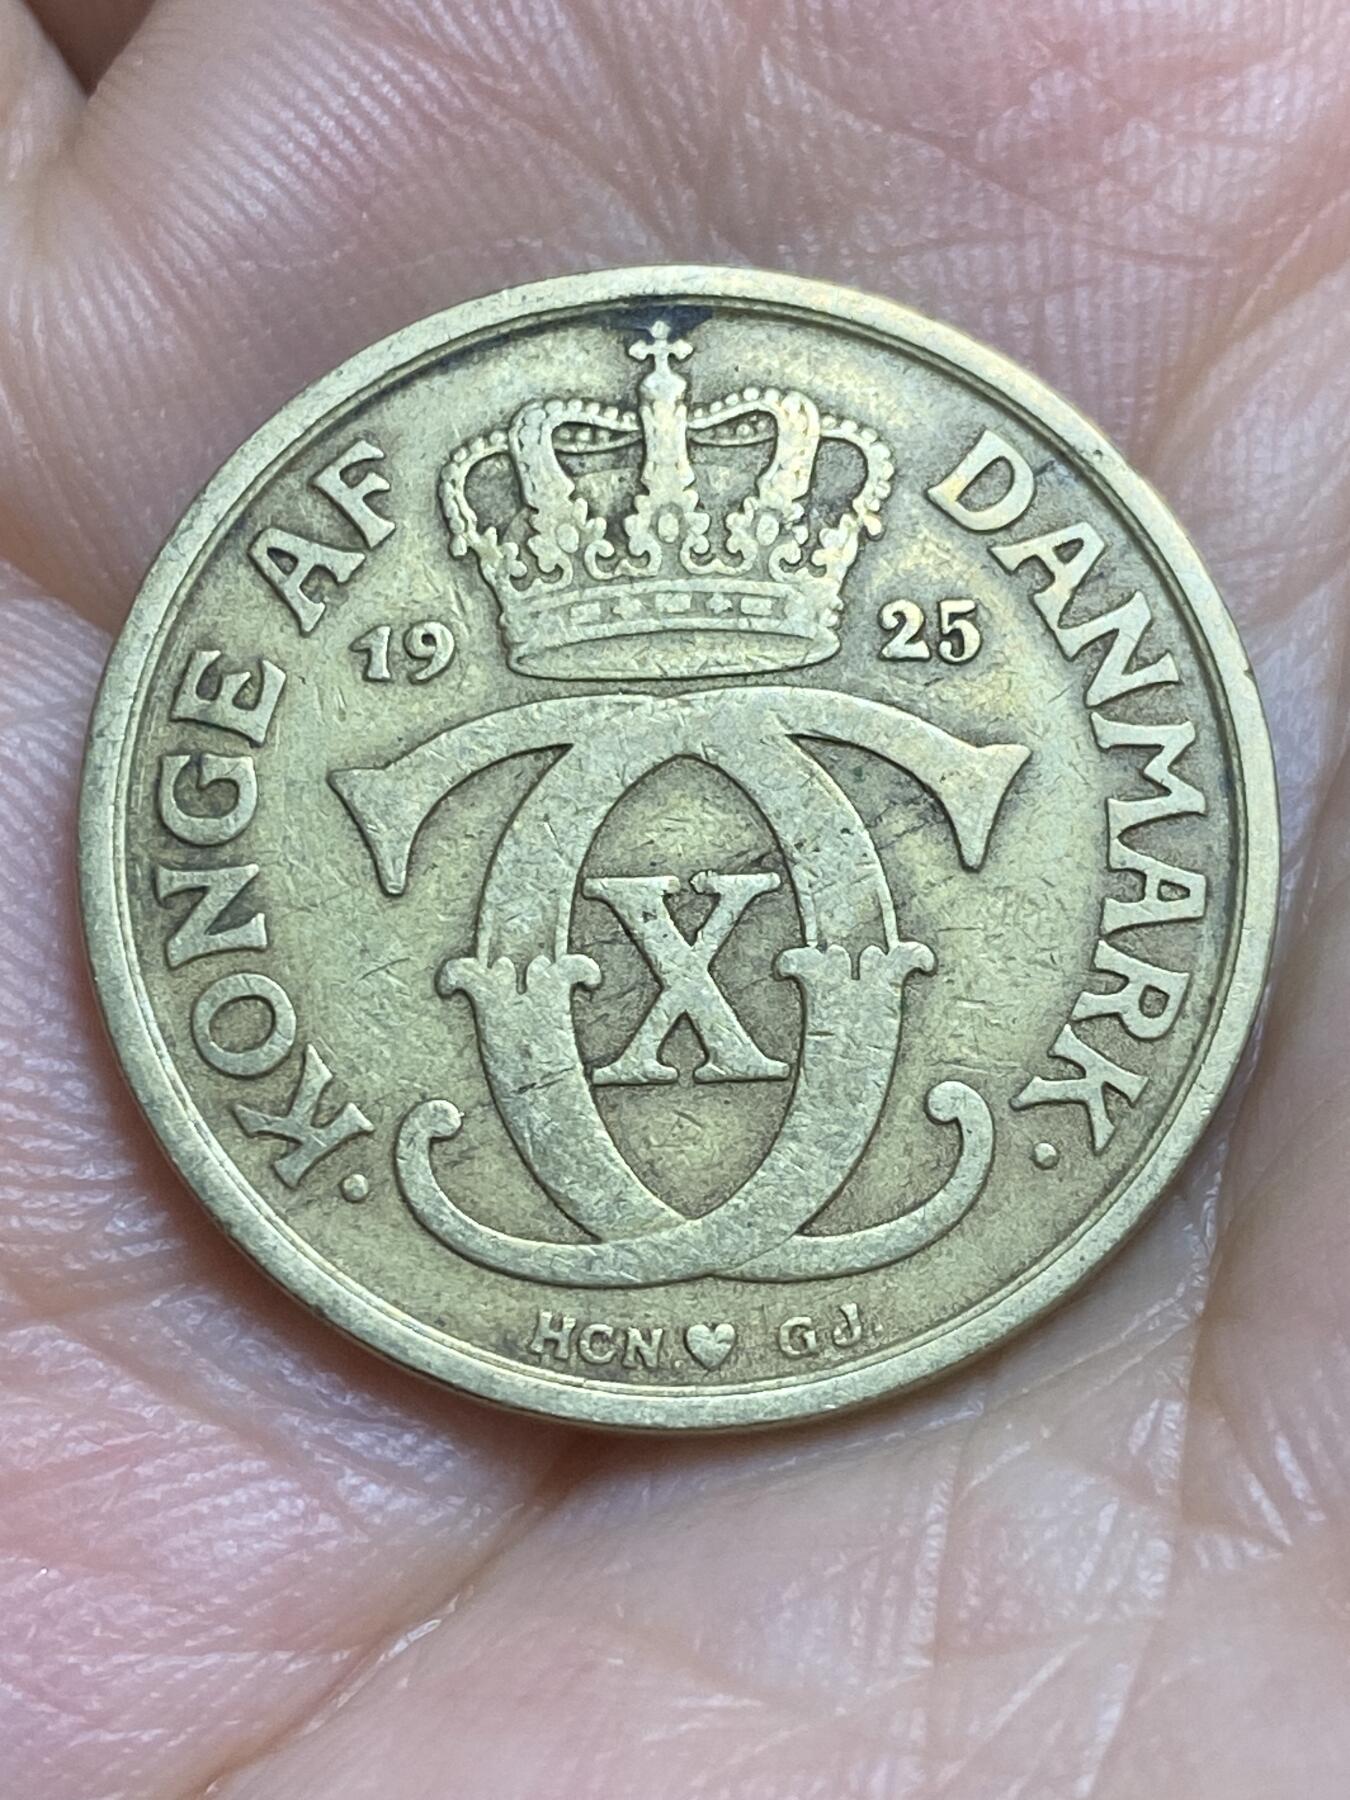 · KONGE AF DANMARK ·
19 25
X
HCN ♥ GJ.